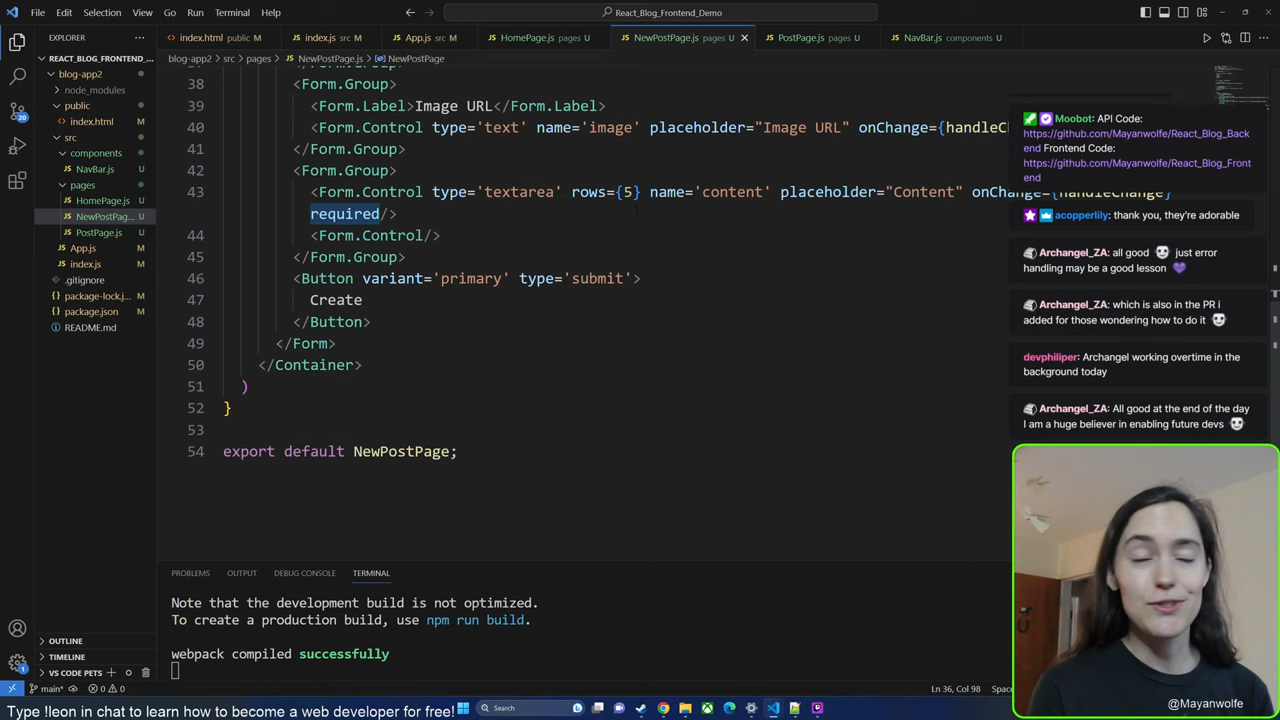 File Edit Selection View Go Run Terminal Help
React_Blog_Frontend_Demo
EXPLORER
REACT_BLOG_FRONTEND_...
blog-app2
node_modules
public
index.html U
src
components
NavBar.js U
pages
HomePage.js U
NewPostPag... U
PostPage.js U
App.js M
index.js M
.gitignore
package-lock.j... M
package.json M
README.md
OUTLINE
TIMELINE
VS CODE PETS
index.html public M
index.js src M
App.js src M
HomePage.js pages U
NewPostPage.js pages U
PostPage.js pages U
NavBar.js components U
blog-app2 > src > pages > NewPostPage.js > NewPostPage
38 <Form.Group>
39 <Form.Label>Image URL</Form.Label>
40 <Form.Control type='text' name='image' placeholder="Image URL" onChange={handleCh
41 </Form.Group>
42 <Form.Group>
43 <Form.Control type='textarea' rows={5} name='content' placeholder="Content" onChange={handleChange}
required/>
44 <Form.Control/>
45 </Form.Group>
46 <Button variant='primary' type='submit'>
47 Create
48 </Button>
49 </Form>
50 </Container>
51 )
52 }
53
54 export default NewPostPage;
Moobot: API Code:
https://github.com/Mayanwolfe/React_Blog_Back
end Frontend Code:
https://github.com/Mayanwolfe/React_Blog_Front
end
acopperlily: thank you, they're adorable
Archangel_ZA: all good just error
handling may be a good lesson
Archangel_ZA: which is also in the PR i
added for those wondering how to do it
devphiliper: Archangel working overtime in the
background today
Archangel_ZA: All good at the end of the day
I am a huge believer in enabling future devs
PROBLEMS OUTPUT DEBUG CONSOLE TERMINAL
Note that the development build is not optimized.
To create a production build, use npm run build.
webpack compiled successfully
20
1
main* 0 0
Ln 36, Col 98 Spac
@Mayanwolfe
Type !leon in chat to learn how to become a web developer for free!
Search